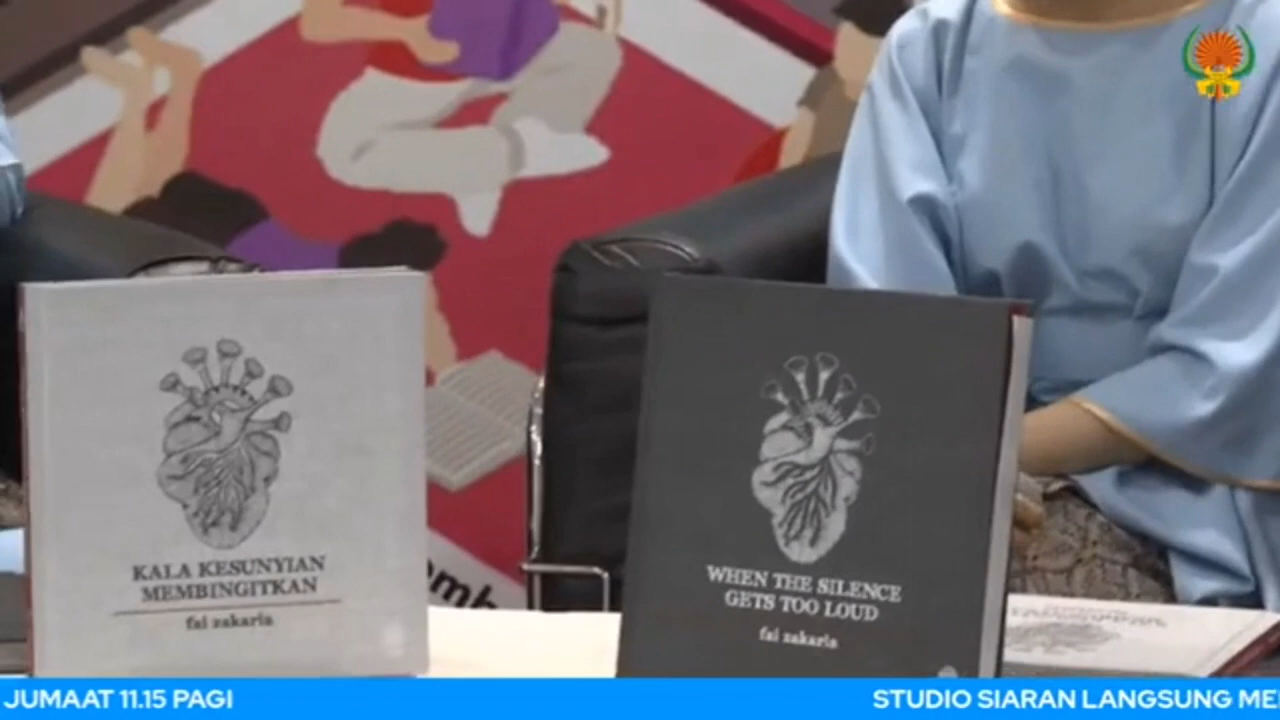 KALA KESUNYIAN
MEMBINGITKAN
fai zakaria
WHEN THE SILENCE
GETS TOO LOUD
fai zakaria
JUMAAT 11.15 PAGI
STUDIO SIARAN LANGSUNG